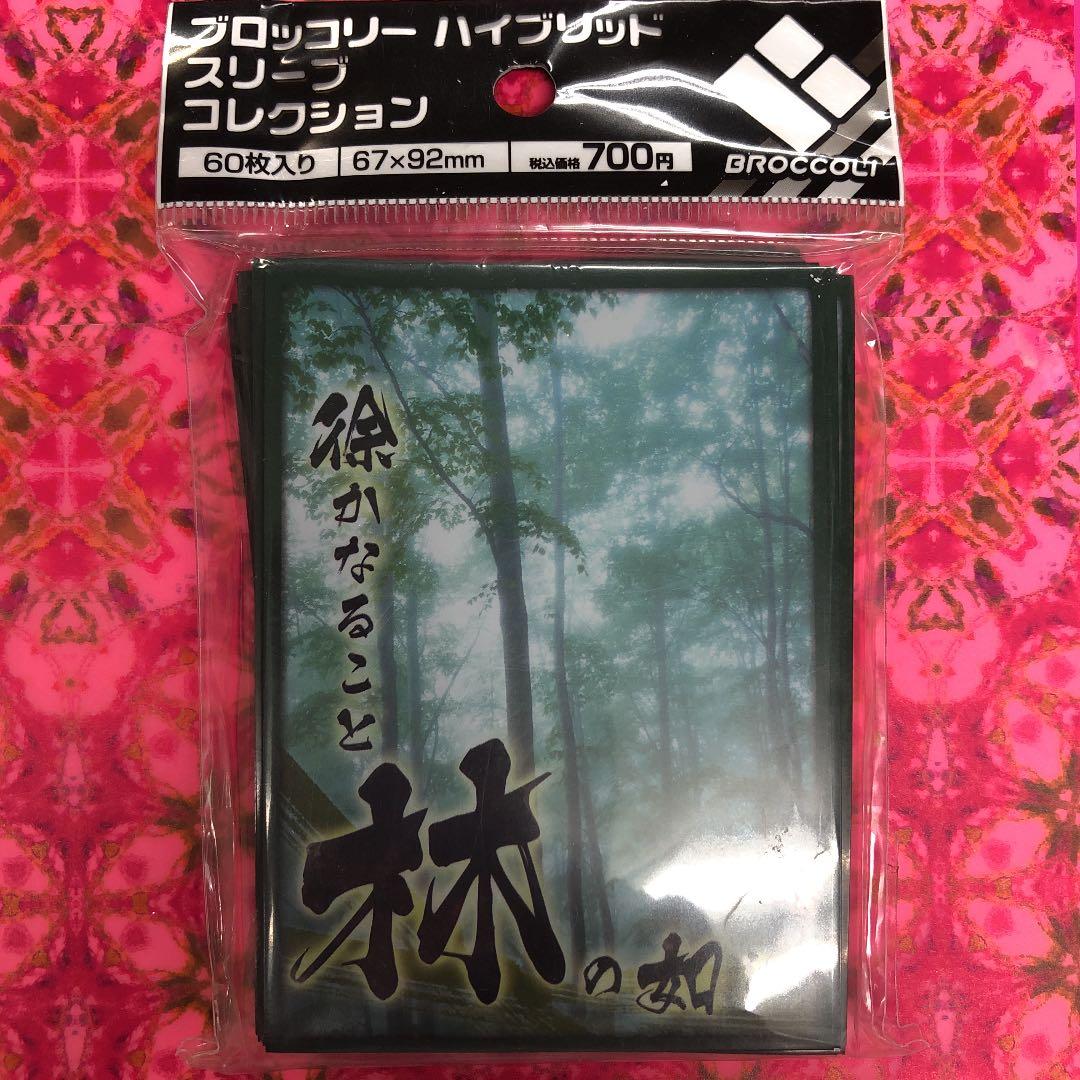 ブロッコリー ハイブリッド
スリーブ
コレクション
60枚入り 67×92mm 税込価格700円
BROCCOLI
徐かなること
林の如